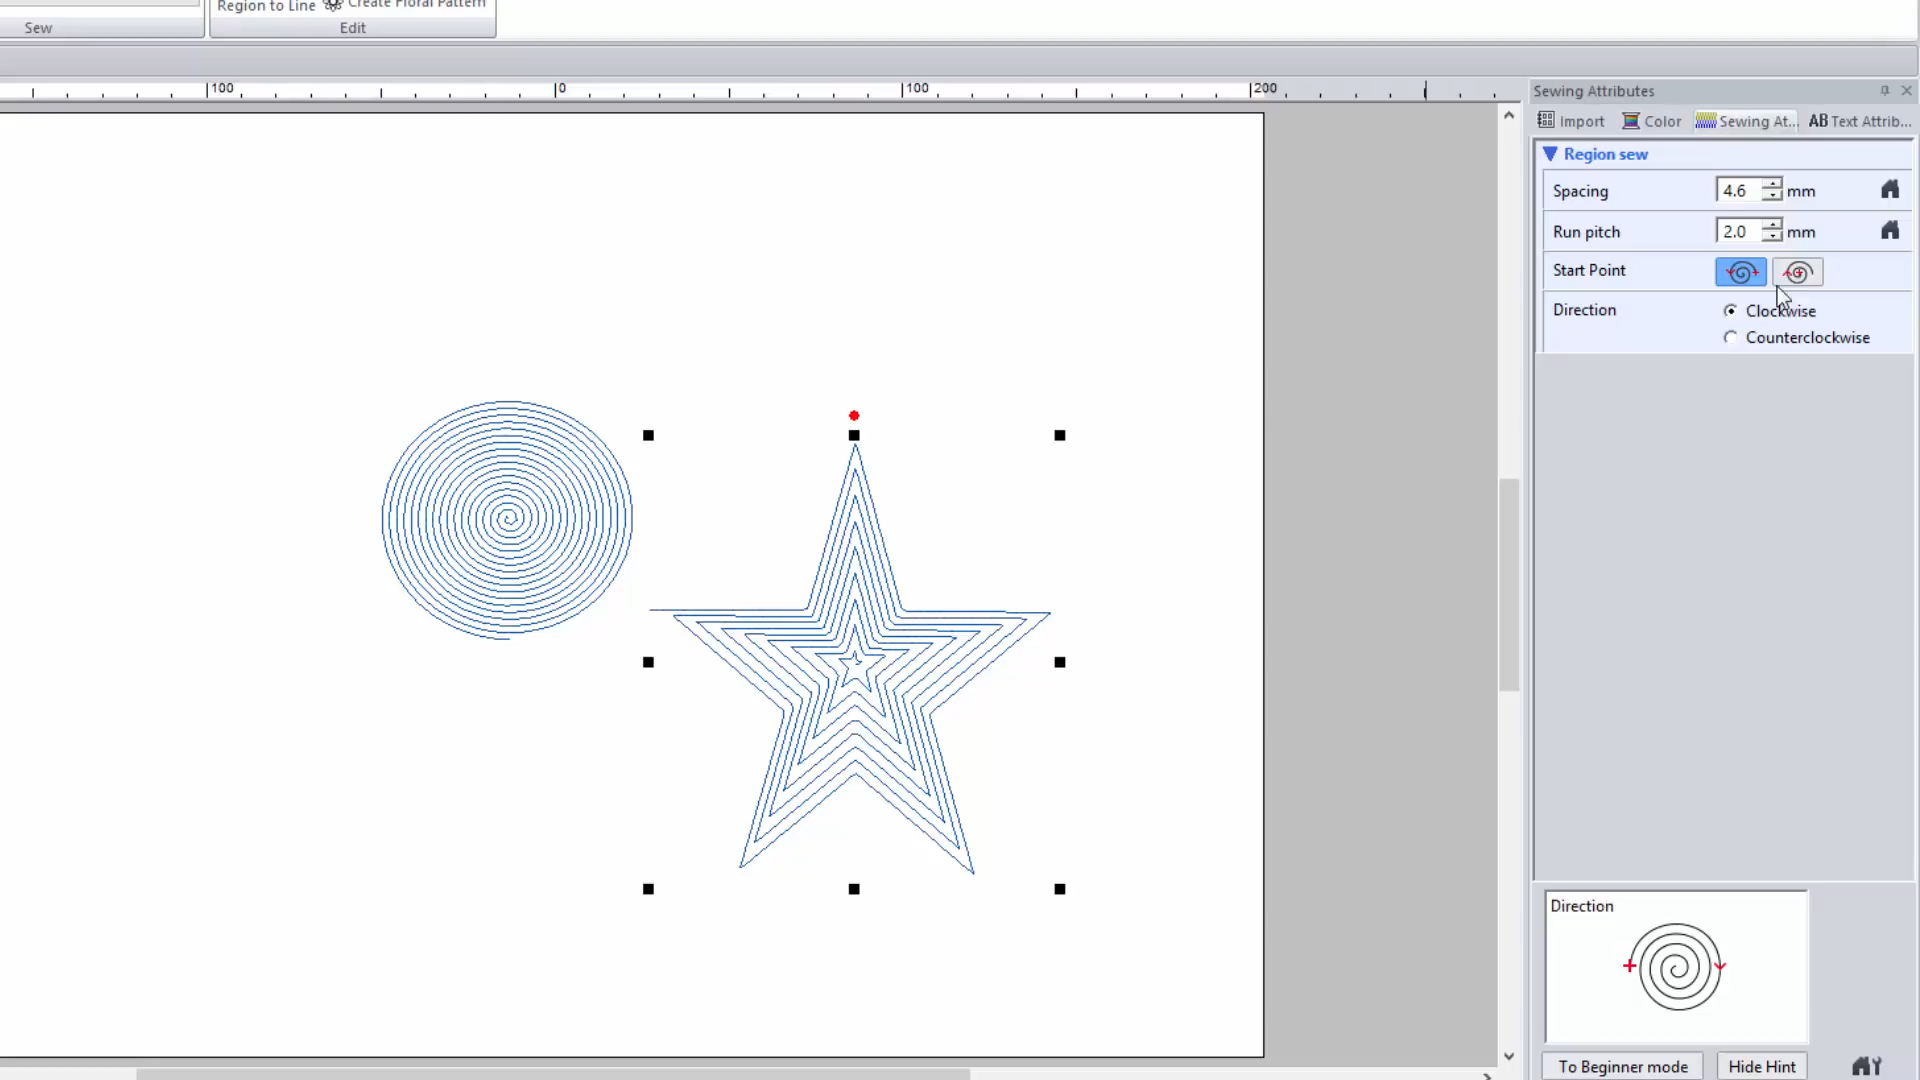 Region to Line
Create Floral Pattern
Sew
Edit
100
0
100
200
Sewing Attributes
Import
Color
Sewing At...
AB Text Attrib...
Region sew
Spacing
4.6
mm
Run pitch
2.0
mm
Start Point
Direction
Clockwise
Counterclockwise
Direction
To Beginner mode
Hide Hint